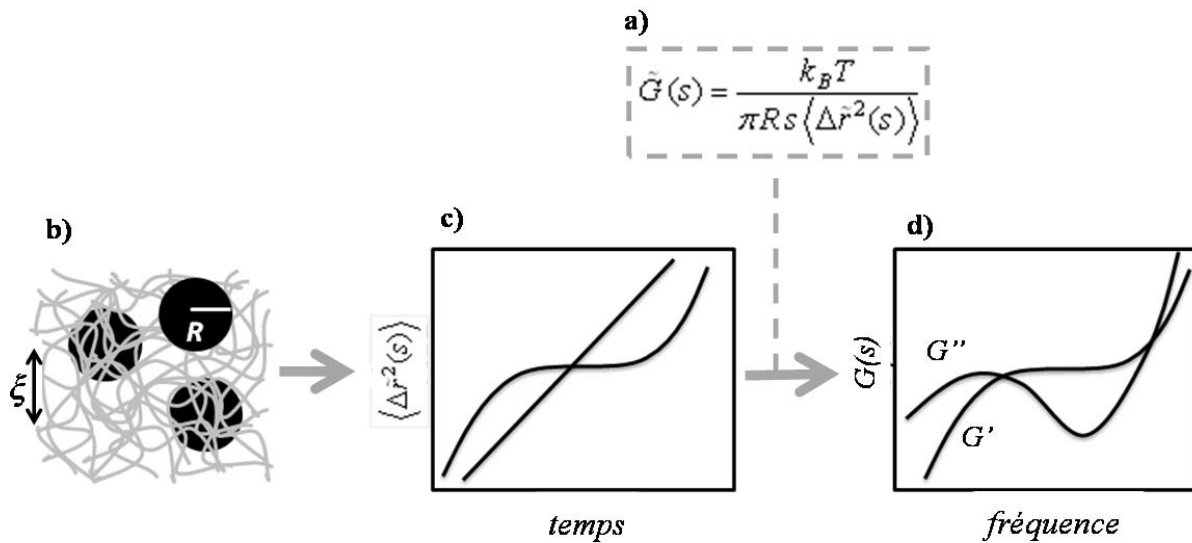 a)
G̃(s) = k_B T / πRs⟨Δr̃²(s)⟩
b)
R
ξ
c)
⟨Δr̃²(s)⟩
temps
d)
G(s)
G''
G'
fréquence